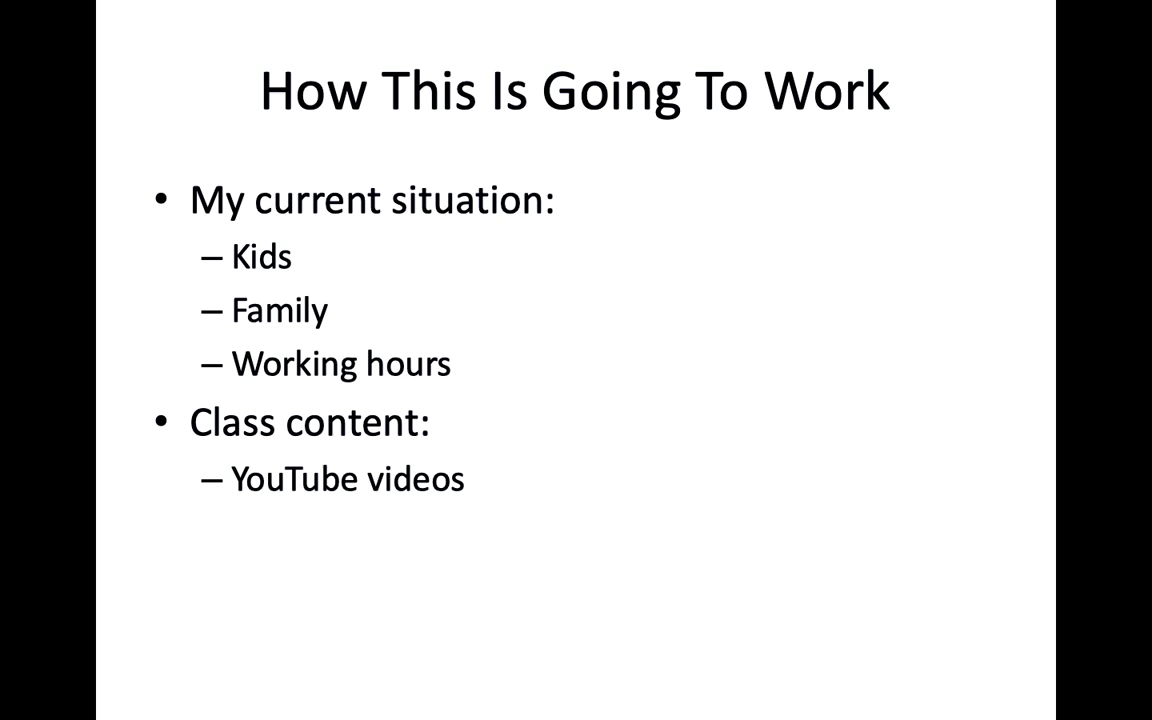 How This Is Going To Work
• My current situation:
– Kids
– Family
– Working hours
• Class content:
– YouTube videos